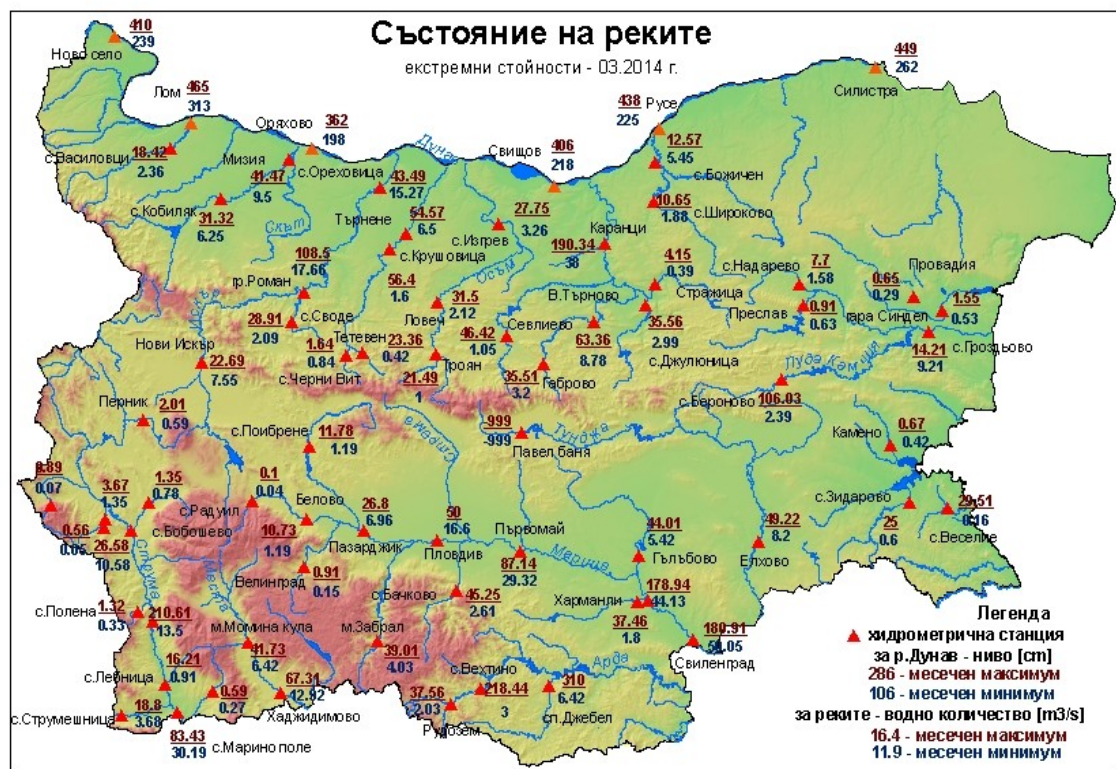 Състояние на реките
екстремни стойности - 03.2014 г.
410
239
Ново село
449
262
Силистра
Лом
465
313
438
225
Русе
Оряхово
362
198
Дунав
Свищов
406
218
12.57
5.45
с.Божичен
18.42
2.36
с.Василовци
Мизия
41.47
9.5
с.Ореховица
43.49
15.27
с.Кобиляк
31.32
6.25
Скът
Търнене
54.57
6.5
с.Изгрев
27.75
3.26
Каранци
190.34
38
10.65
1.88
с.Широково
108.5
17.66
гр.Роман
с.Крушовица
56.4
1.6
Осъм
4.15
0.39
Стражица
с.Надарево
7.7
1.58
0.65
0.29
Провадия
Искър
28.91
2.09
с.Своде
Ловеч
31.5
2.12
В.Търново
Преслав
0.91
0.63
гара Синдел
1.55
0.53
с.Гроздьово
Нови Искър
22.69
7.55
1.64
0.84
Тетевен
с.Черни Вит
23.36
0.42
46.42
1.05
Севлиево
63.36
8.78
35.56
2.99
с.Джулюница
14.21
9.21
Троян
21.49
1
35.51
3.2
Габрово
Луда Камчия
с.Бероново
106.03
2.39
Перник
2.01
0.59
с.Поибрене
11.78
1.19
Стряма
-999
-999
Павел баня
Тунджа
Камено
0.67
0.42
0.07
3.67
1.35
1.35
0.78
с.Радуил
0.1
0.04
Белово
26.8
6.96
50
16.6
Първомай
44.01
5.42
49.22
8.2
с.Зидарово
25
0.6
29.51
0.16
с.Веселие
0.56
0.05
26.58
10.58
с.Бобошево
10.73
1.19
Пазарджик
Пловдив
87.14
29.32
Марица
Гълъбово
Елхово
Струма
Места
Велинград
0.91
0.15
с.Бачково
45.25
2.61
Харманли
178.94
44.13
37.46
1.8
с.Полена
1.32
0.33
210.61
13.5
м.Момина кула
41.73
6.42
м.Забрал
39.01
4.03
180.91
Свиленград
с.Лебница
16.21
0.91
с.Вехтино
218.44
3
Арда
310
6.42
сп.Джебел
с.Струмешница
18.8
3.68
0.59
0.27
67.31
42.92
Хаджидимово
37.56
2.03
Рудозем
83.43
30.19
с.Марино поле
Легенда
хидрометрична станция
за р.Дунав - ниво [cm]
286 - месечен максимум
106 - месечен минимум
за реките - водно количество [m3/s]
16.4 - месечен максимум
11.9 - месечен минимум